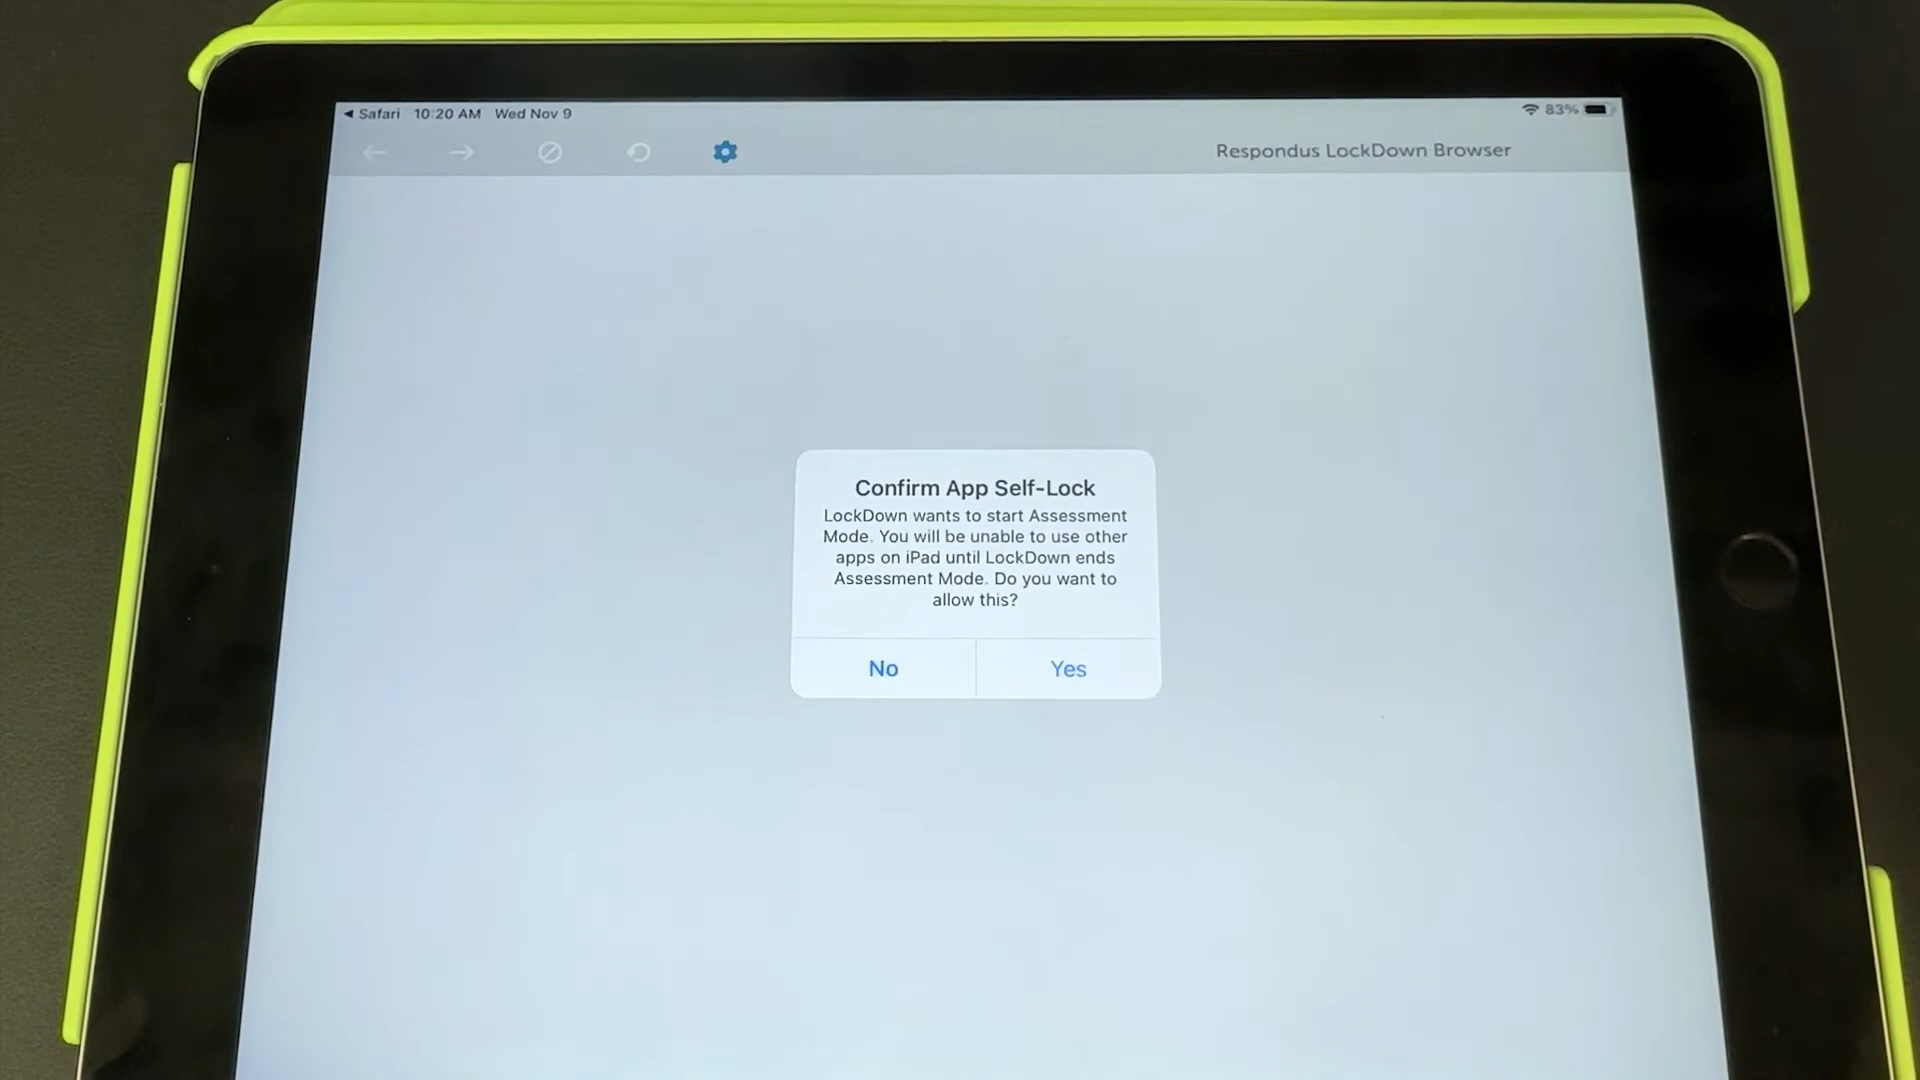 Safari 10:20 AM Wed Nov 9
83%
Respondus LockDown Browser
Confirm App Self-Lock
LockDown wants to start Assessment
Mode. You will be unable to use other
apps on iPad until LockDown ends
Assessment Mode. Do you want to
allow this?
No
Yes